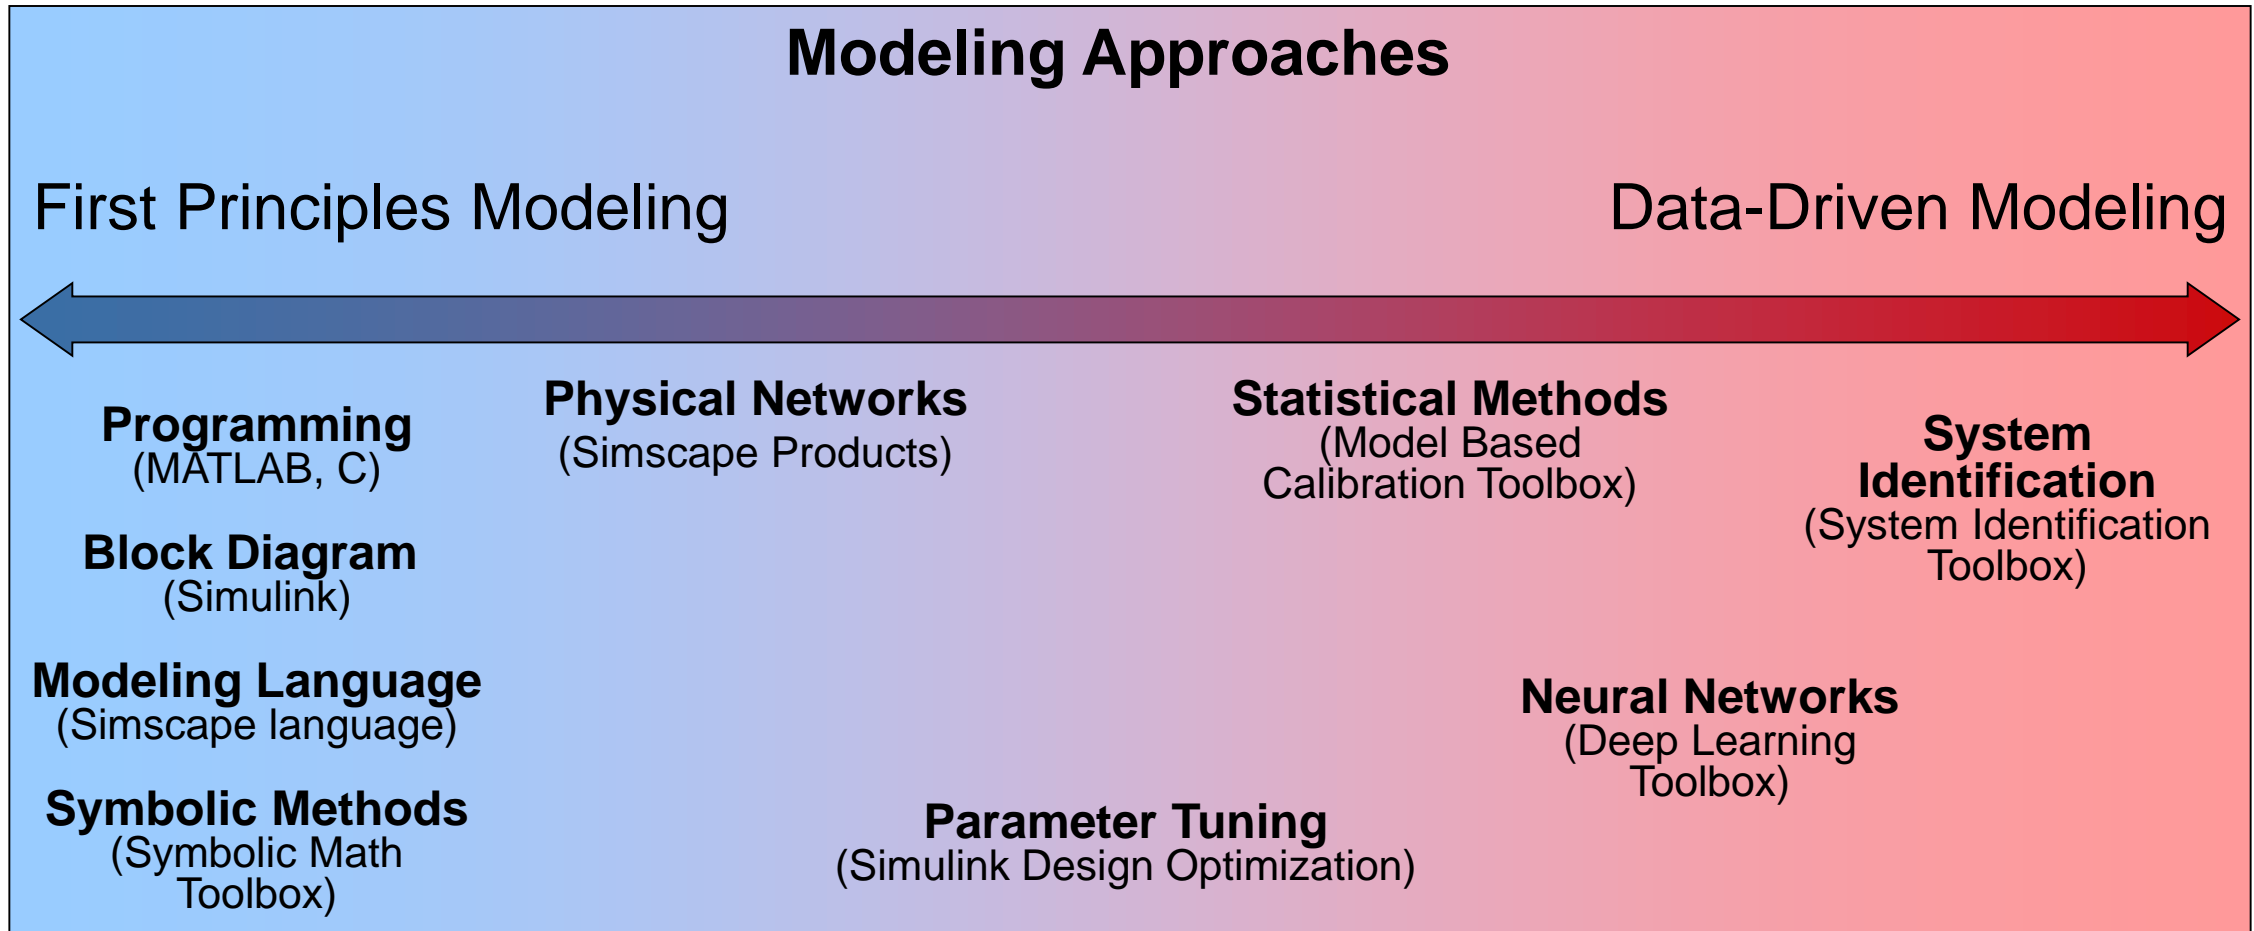 Modeling Approaches
First Principles Modeling
Data-Driven Modeling
Programming
(MATLAB, C)
Block Diagram
(Simulink)
Modeling Language
(Simscape language)
Symbolic Methods
(Symbolic Math
Toolbox)
Physical Networks
(Simscape Products)
Parameter Tuning
(Simulink Design Optimization)
Statistical Methods
(Model Based
Calibration Toolbox)
Neural Networks
(Deep Learning
Toolbox)
System
Identification
(System Identification
Toolbox)